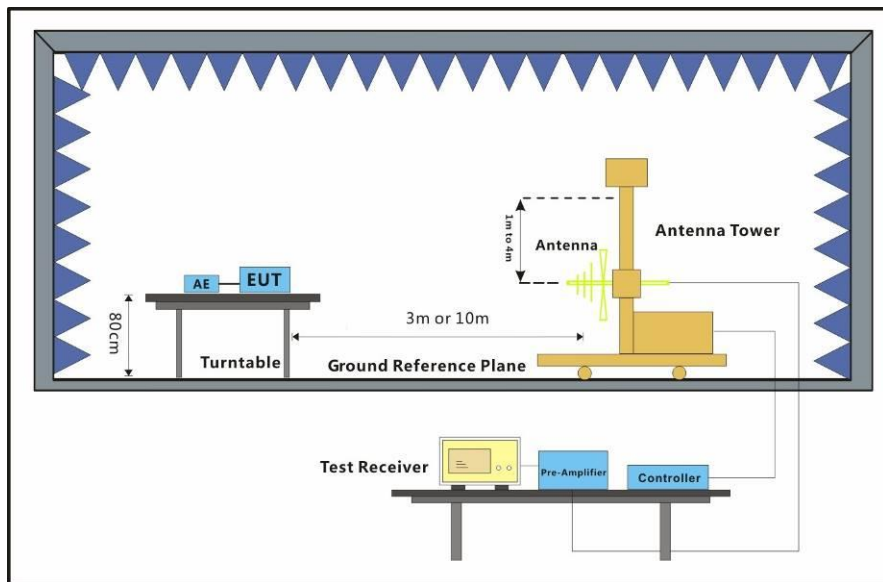 1m to 4m
Antenna
Antenna Tower
AE
EUT
80cm
3m or 10m
Turntable
Ground Reference Plane
Test Receiver
Pre-Amplifier
Controller